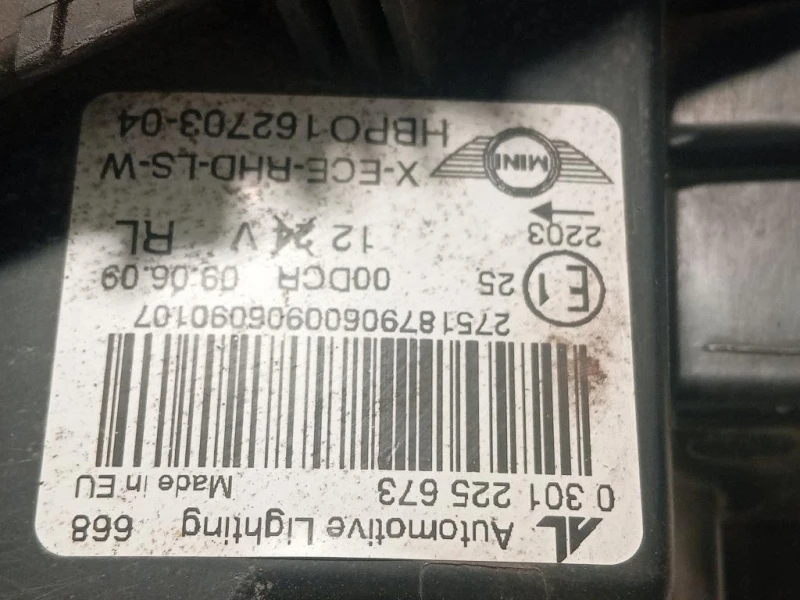 AL Automotive Lighting 668
0 301 225 673 Made in EU
27518790600906090107
E1 25 00DCR 09.06.09
2203 12 24 V RL
MINI X-ECE-RHD-LS-W
HBPO162703-04